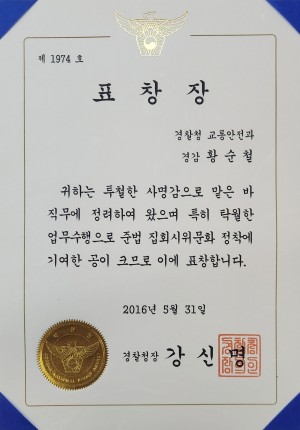 제 1974 호
표 창 장
경찰청 교통안전과
경감 황 순 철
귀하는 투철한 사명감으로 맡은 바
직무에 정려하여 왔으며 특히 탁월한
업무수행으로 준법 집회시위문화 정착에
기여한 공이 크므로 이에 표창합니다.
2016년 5월 31일
경찰청장 강 신 명